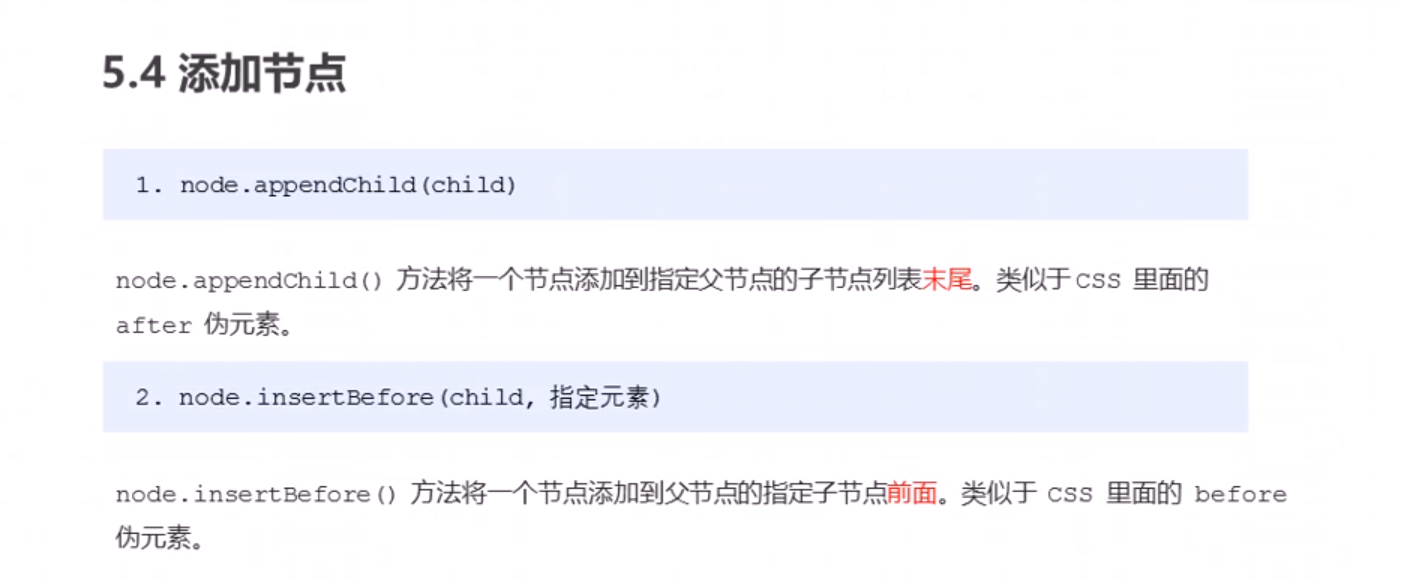 5.4 添加节点
1. node.appendChild(child)
node.appendChild() 方法将一个节点添加到指定父节点的子节点列表末尾。类似于CSS 里面的
after 伪元素。
2. node.insertBefore(child, 指定元素)
node.insertBefore() 方法将一个节点添加到父节点的指定子节点前面。类似于 CSS 里面的 before
伪元素。